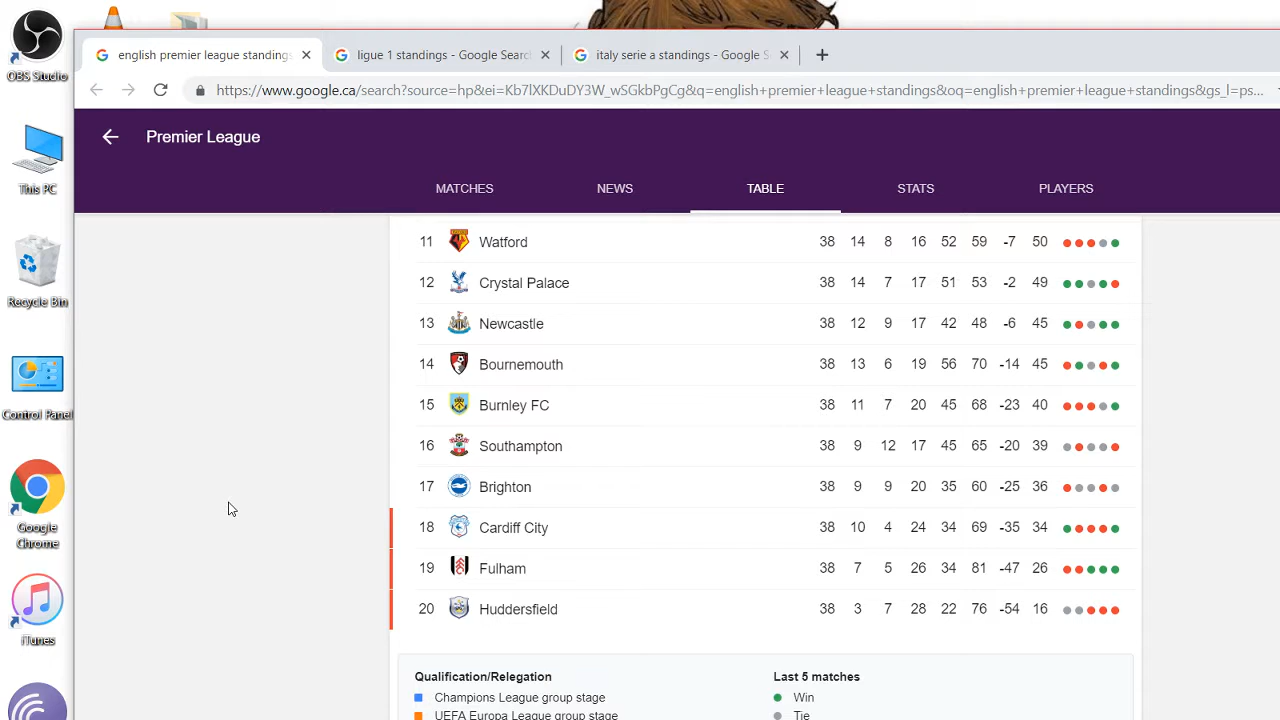 OBS Studio
This PC
Recycle Bin
Control Panel
Google
Chrome
iTunes
english premier league standings
ligue 1 standings - Google Search
italy serie a standings - Google S
https://www.google.ca/search?source=hp&ei=Kb7lXKDuDY3W_wSGkbPgCg&q=english+premier+league+standings&oq=english+premier+league+standings&gs_l=ps...
Premier League
MATCHES NEWS TABLE STATS PLAYERS
11 Watford 38 14 8 16 52 59 -7 50
12 Crystal Palace 38 14 7 17 51 53 -2 49
13 Newcastle 38 12 9 17 42 48 -6 45
14 Bournemouth 38 13 6 19 56 70 -14 45
15 Burnley FC 38 11 7 20 45 68 -23 40
16 Southampton 38 9 12 17 45 65 -20 39
17 Brighton 38 9 9 20 35 60 -25 36
18 Cardiff City 38 10 4 24 34 69 -35 34
19 Fulham 38 7 5 26 34 81 -47 26
20 Huddersfield 38 3 7 28 22 76 -54 16
Qualification/Relegation Last 5 matches
Champions League group stage Win
UEFA Europa League group stage Tie